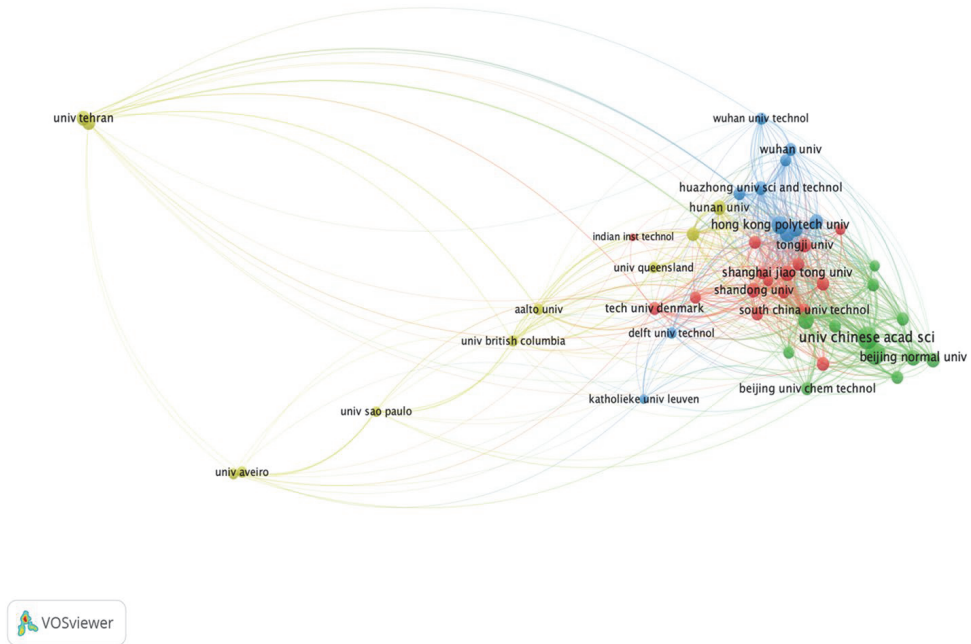 univ tehran
wuhan univ technol
wuhan univ
huazhong univ sci and technol
hunan univ
hong kong polytech univ
indian inst technol
tongji univ
univ queensland
shanghai jiao tong univ
shandong univ
aalto univ
tech univ denmark
south china univ technol
delft univ technol
univ british columbia
univ chinese acad sci
beijing normal univ
beijing univ chem technol
katholieke univ leuven
univ sao paulo
univ aveiro
VOSviewer